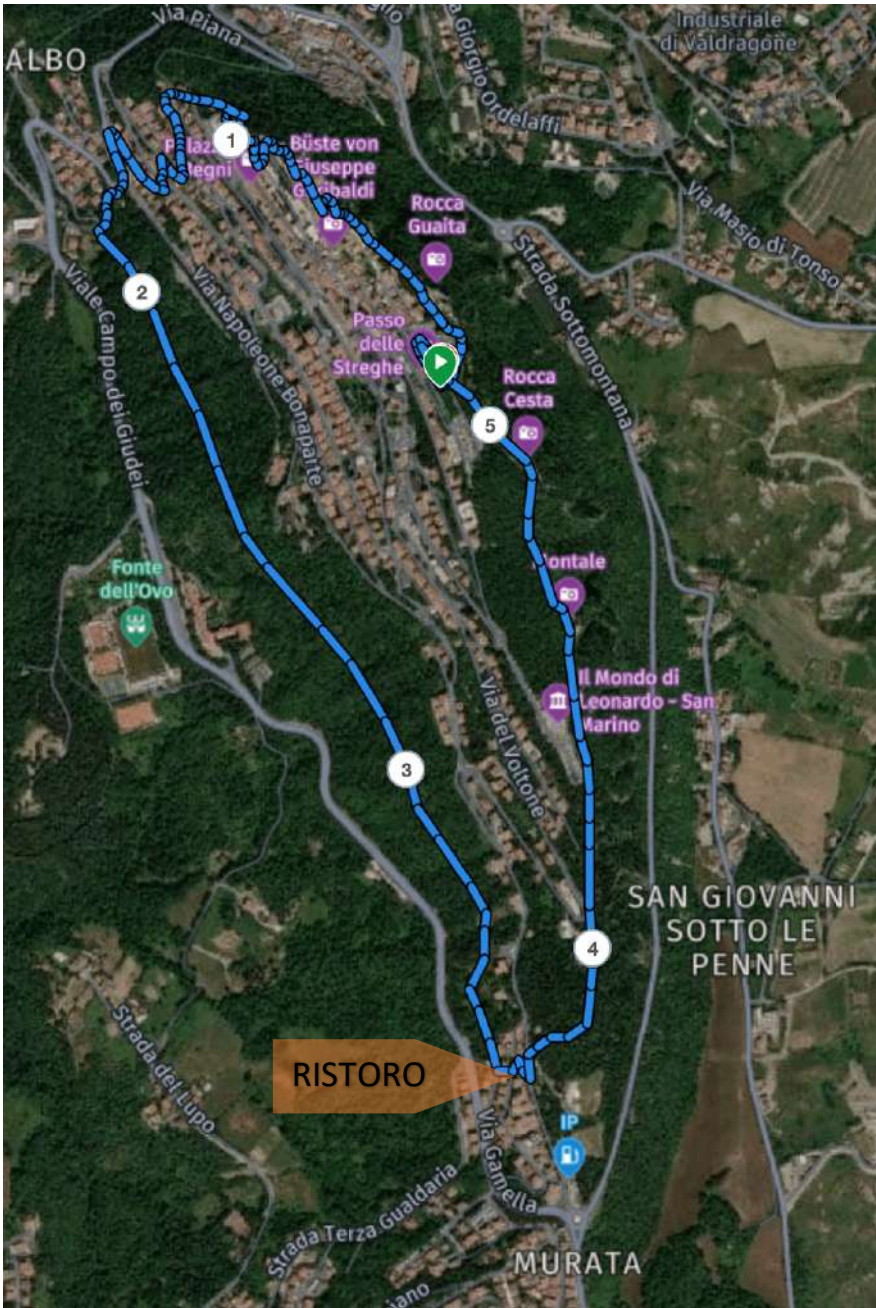 Via Piana
ALBO
Via Giorgio Ordelaffi
Industriale
di Valdragone
1
Büste von
Giuseppe
Garibaldi
Rocca
Guaita
Via Masio di Tonso
Strada Sottomontana
2
Viale Campo dei Giudei
Via Napoleone Bonaparte
Passo
delle
Streghe
Rocca
Cesta
5
Fonte
dell'Ovo
Montale
Il Mondo di
Leonardo - San
Marino
Via del Voltone
3
SAN GIOVANNI
SOTTO LE
PENNE
4
Strada del Lupo
RISTORO
IP
Via Gamella
Strada Terza Gualdaria
MURATA